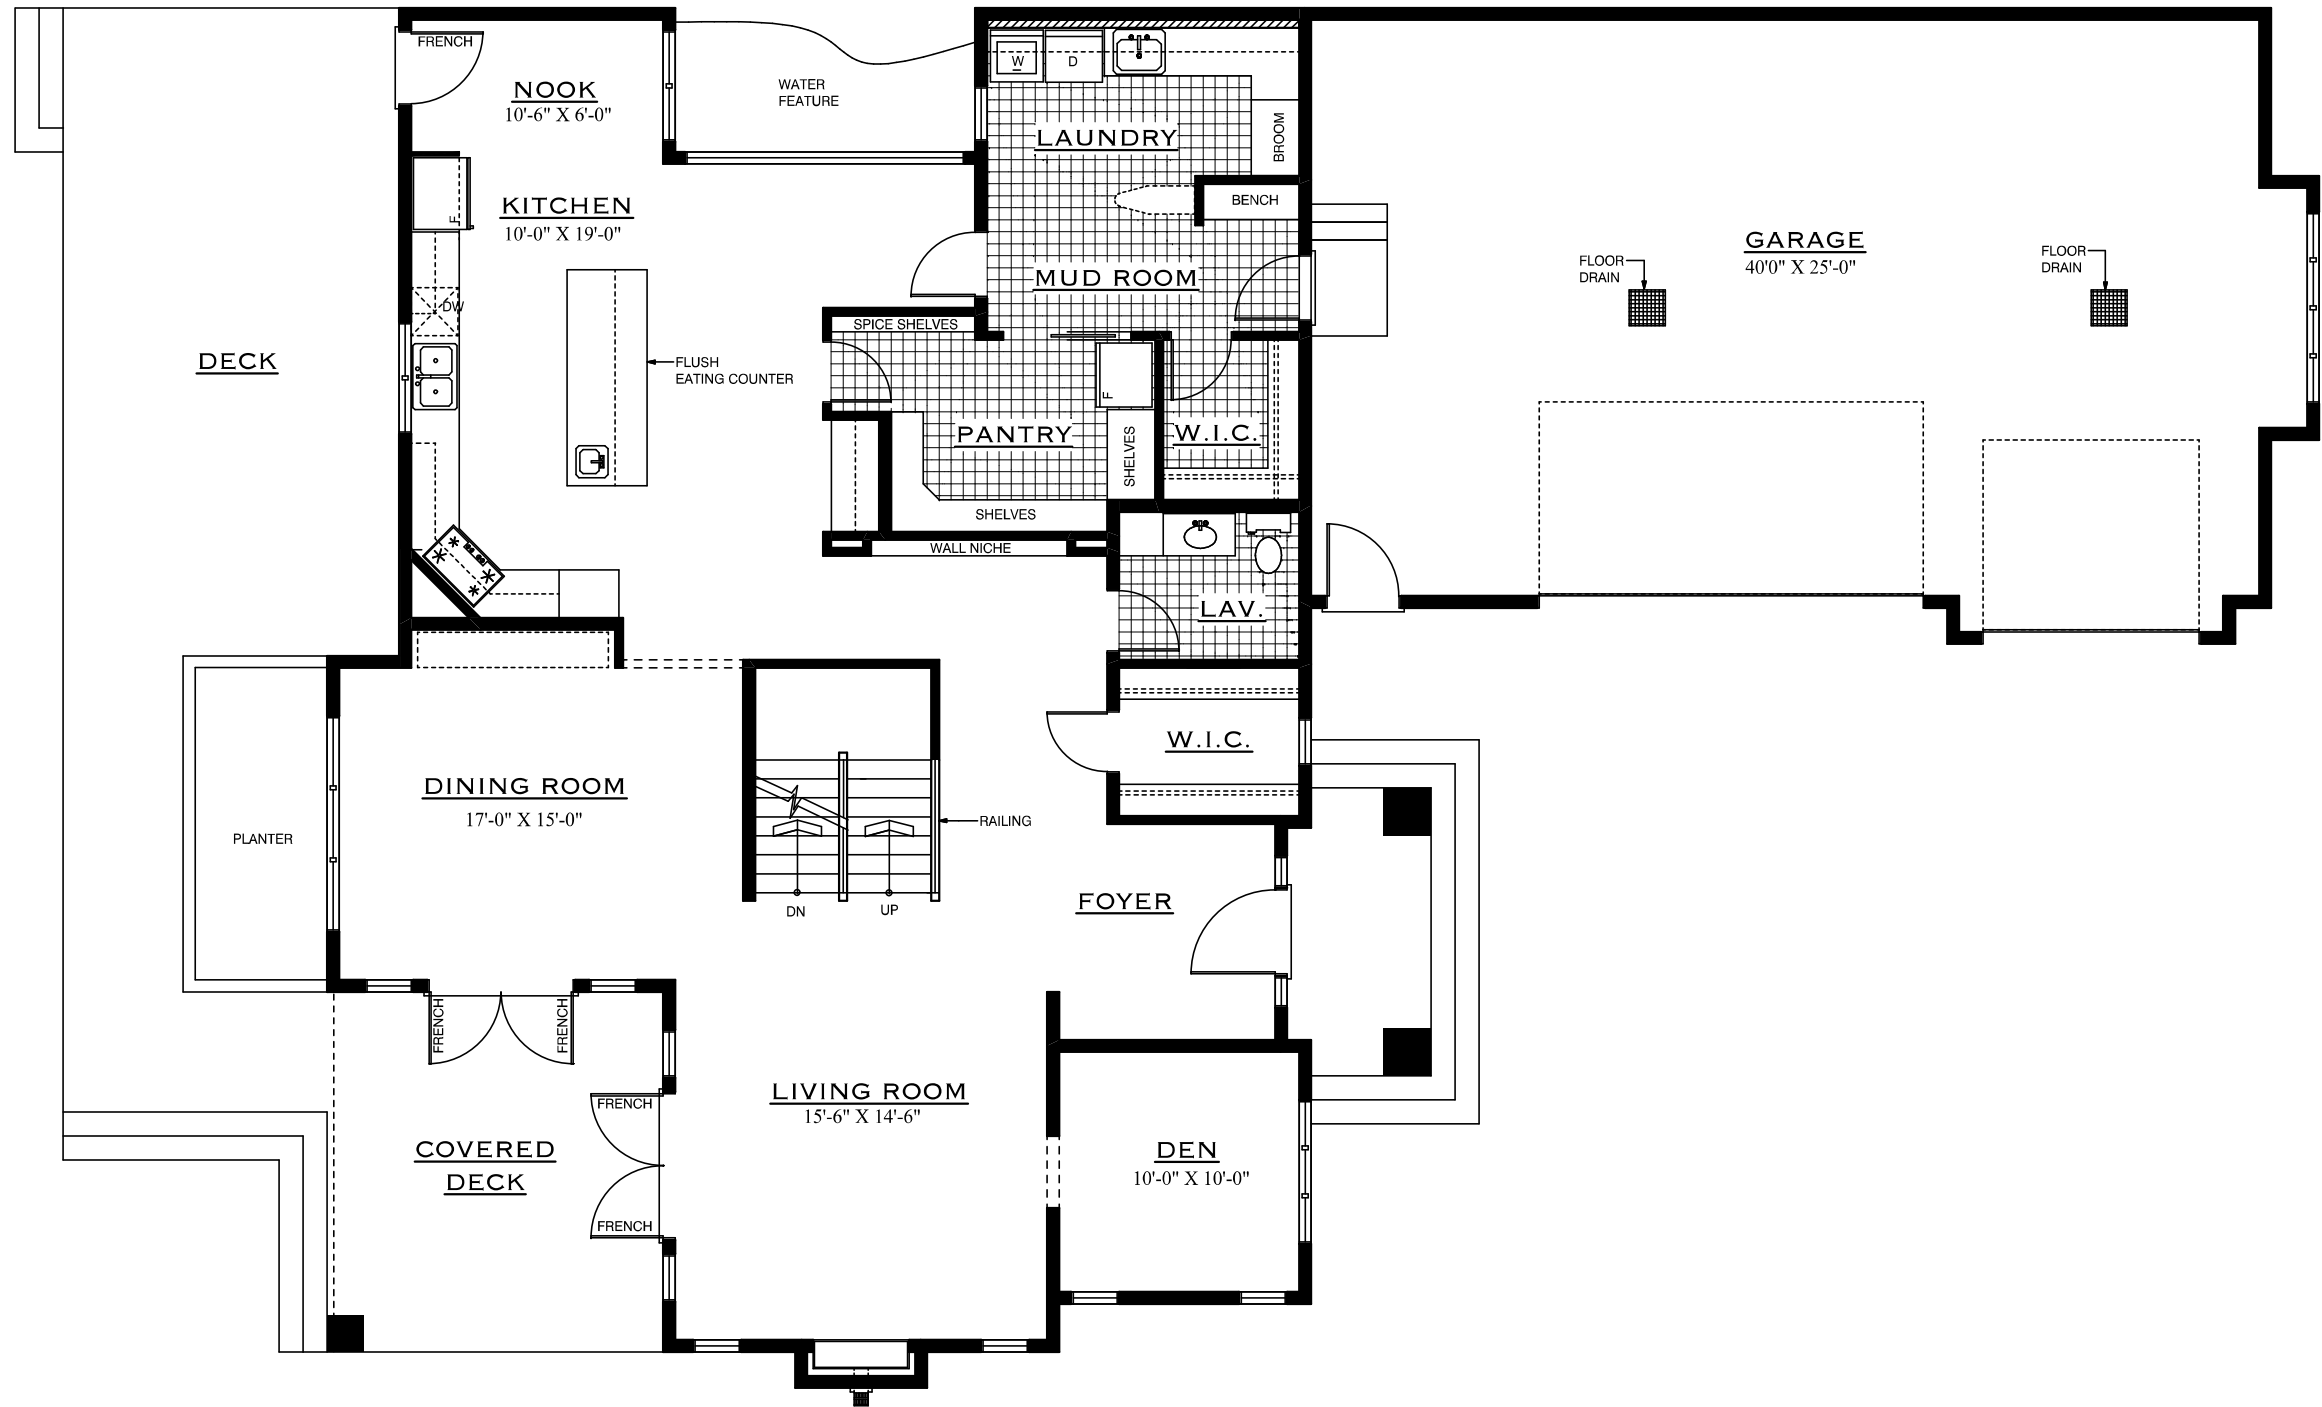 FRENCH
NOOK
10'-6" X 6'-0"
WATER
FEATURE
W
D
LAUNDRY
BROOM
BENCH
KITCHEN
10'-0" X 19'-0"
F
MUD ROOM
GARAGE
40'0" X 25'-0"
FLOOR
DRAIN
FLOOR
DRAIN
DW
SPICE SHELVES
DECK
FLUSH
EATING COUNTER
F
PANTRY
SHELVES
W.I.C.
SHELVES
WALL NICHE
LAV.
W.I.C.
DINING ROOM
17'-0" X 15'-0"
PLANTER
RAILING
DN
UP
FOYER
FRENCH
FRENCH
LIVING ROOM
15'-6" X 14'-6"
FRENCH
COVERED
DECK
FRENCH
DEN
10'-0" X 10'-0"